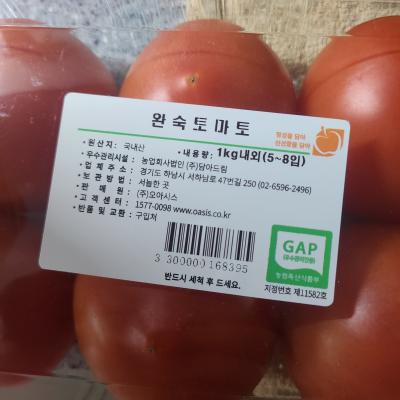 완숙토마토
정성을 담아
신선함을 담아
• 원산지: 국내산 • 내용량: 1kg내외(5~8입)
• 우수관리시설 : 농업회사법인 (주)담아드림
• 업체주소 : 경기도 하남시 서하남로 47번길 250 (02-6596-2496)
• 보관방법 : 서늘한 곳
• 판매원 : (주)오아시스
• 고객센터 : 1577-0098 www.oasis.co.kr
• 반품 및 교환 : 구입처
3 300000 168395
반드시 세척 후 드세요.
GAP
(우수관리인증)
농림축산식품부
지정번호 제11582호